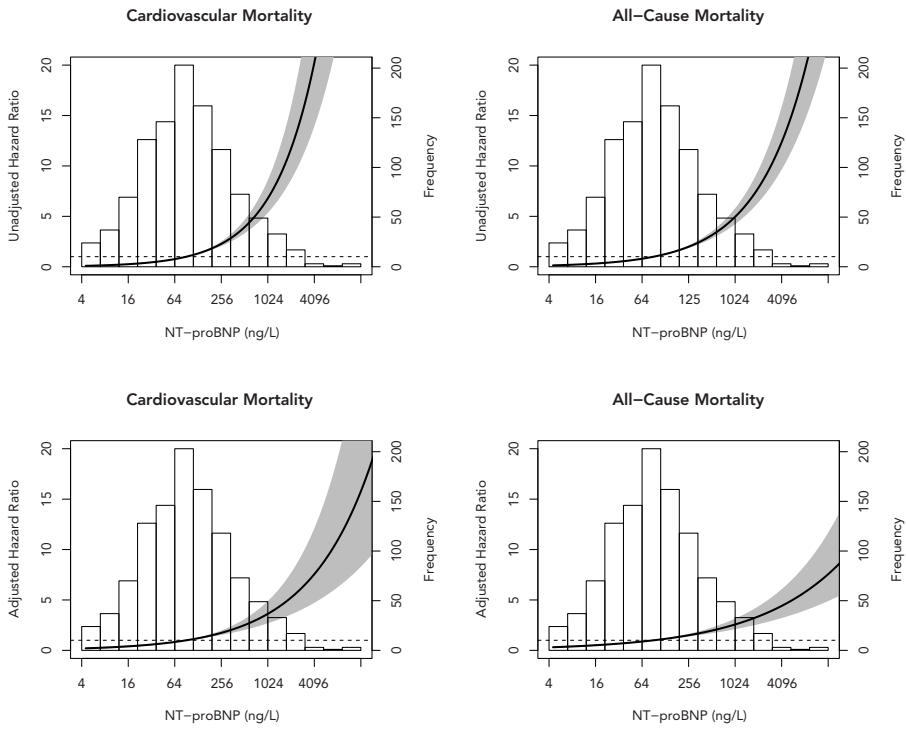 Cardiovascular Mortality
Unadjusted Hazard Ratio
0 5 10 15 20
0 50 100 150 200
Frequency
4 16 64 256 1024 4096
NT−proBNP (ng/L)
All−Cause Mortality
Unadjusted Hazard Ratio
0 5 10 15 20
0 50 100 150 200
Frequency
4 16 64 125 1024 4096
NT−proBNP (ng/L)
Cardiovascular Mortality
Adjusted Hazard Ratio
0 5 10 15 20
0 50 100 150 200
Frequency
4 16 64 256 1024 4096
NT−proBNP (ng/L)
All−Cause Mortality
Adjusted Hazard Ratio
0 5 10 15 20
0 50 100 150 200
Frequency
4 16 64 256 1024 4096
NT−proBNP (ng/L)